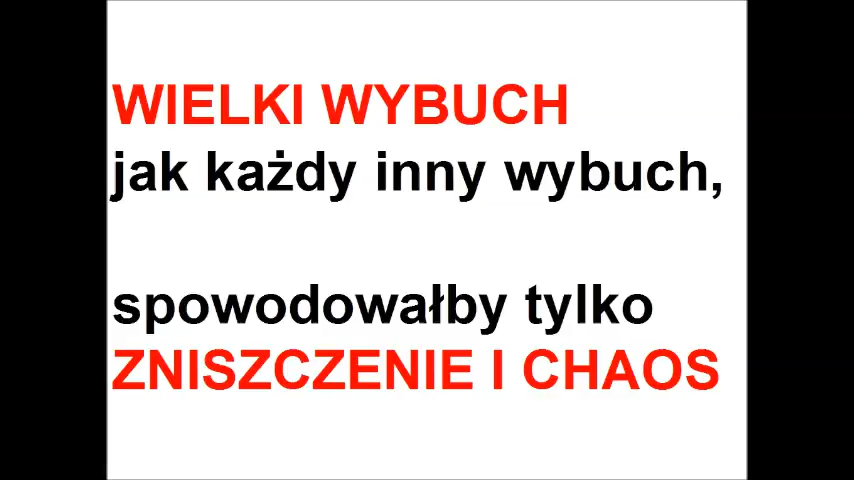 WIELKI WYBUCH
jak każdy inny wybuch,
spowodowałby tylko
ZNISZCZENIE I CHAOS